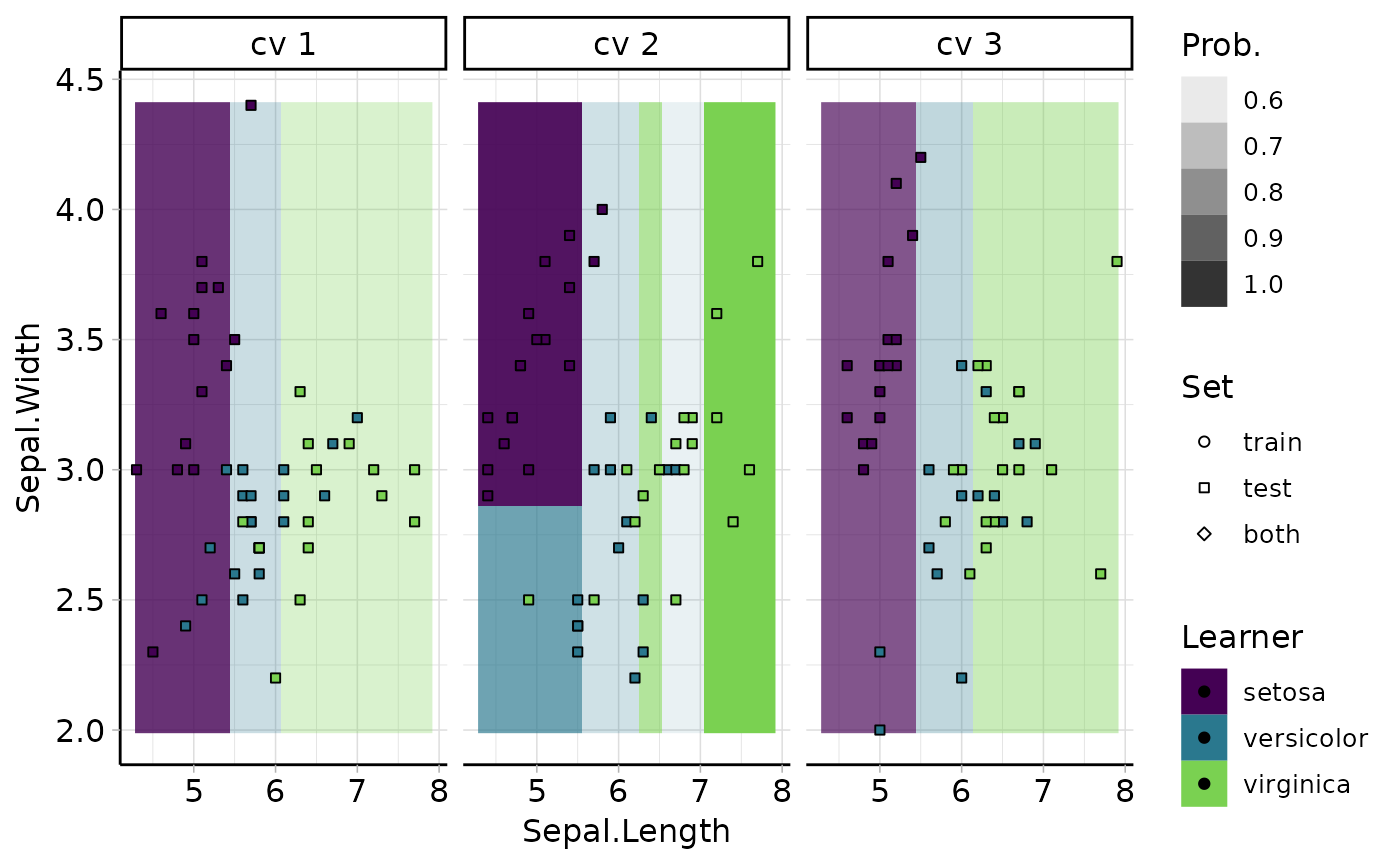 cv 1
cv 2
cv 3
4.5
4.0
3.5
3.0
2.5
2.0
Sepal.Width
5 6 7 8
5 6 7 8
5 6 7 8
Sepal.Length
Prob.
0.6
0.7
0.8
0.9
1.0
Set
train
test
both
Learner
setosa
versicolor
virginica